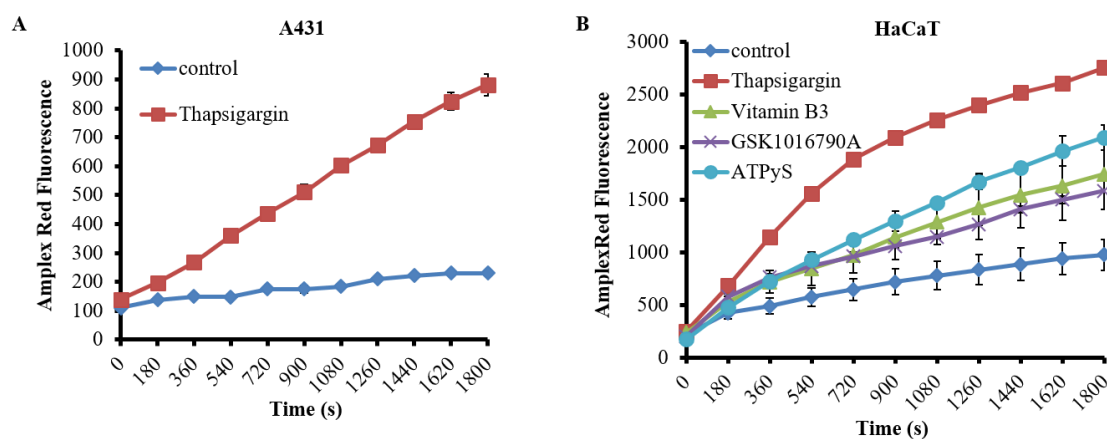 A
A431
Amplex Red Fluorescence
1000
900
800
700
600
500
400
300
200
100
0
control
Thapsigargin
0
180
360
540
720
900
1080
1260
1440
1620
1800
Time (s)
B
HaCaT
AmplexRed Fluorescence
3000
2500
2000
1500
1000
500
0
control
Thapsigargin
Vitamin B3
GSK1016790A
ATPyS
0
180
360
540
720
900
1080
1260
1440
1620
1800
Time (s)